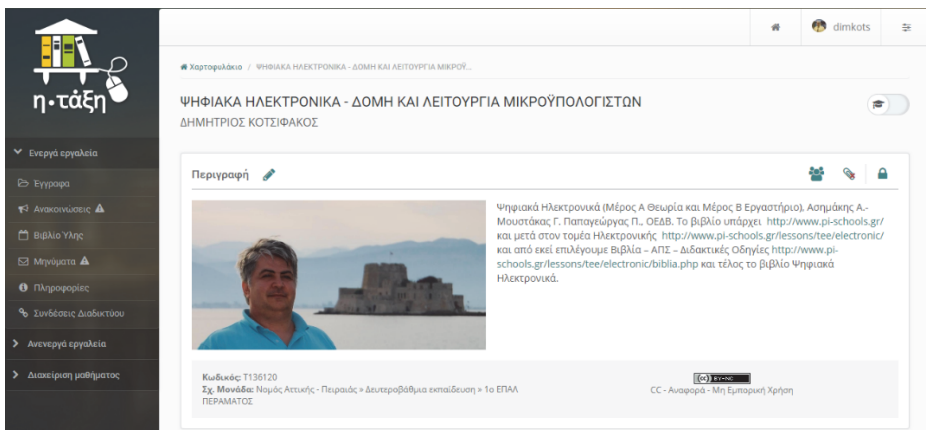 η·τάξη
dimkots
Χαρτοφυλάκιο / ΨΗΦΙΑΚΑ ΗΛΕΚΤΡΟΝΙΚΑ - ΔΟΜΗ ΚΑΙ ΛΕΙΤΟΥΡΓΙΑ ΜΙΚΡΟΫ...
ΨΗΦΙΑΚΑ ΗΛΕΚΤΡΟΝΙΚΑ - ΔΟΜΗ ΚΑΙ ΛΕΙΤΟΥΡΓΙΑ ΜΙΚΡΟΫΠΟΛΟΓΙΣΤΩΝ
ΔΗΜΗΤΡΙΟΣ ΚΟΤΣΙΦΑΚΟΣ
Ενεργά εργαλεία
Έγγραφα
Ανακοινώσεις
Βιβλίο Ύλης
Μηνύματα
Πληροφορίες
Συνδέσεις Διαδικτύου
Ανενεργά εργαλεία
Διαχείριση μαθήματος
Περιγραφή
Ψηφιακά Ηλεκτρονικά (Μέρος Α Θεωρία και Μέρος Β Εργαστήριο), Ασημάκης Α.-
Μουστάκας Γ. Παπαγεώργας Π., ΟΕΔΒ. Το βιβλίο υπάρχει http://www.pi-schools.gr/
και μετά στον τομέα Ηλεκτρονικής http://www.pi-schools.gr/lessons/tee/electronic/
και από εκεί επιλέγουμε Βιβλία – ΑΠΣ – Διδακτικές Οδηγίες http://www.pi-
schools.gr/lessons/tee/electronic/biblia.php και τέλος το βιβλίο Ψηφιακά
Ηλεκτρονικά.
Κωδικός: T136120
Σχ. Μονάδα: Νομός Αττικής - Πειραιάς » Δευτεροβάθμια εκπαίδευση » 1ο ΕΠΑΛ
ΠΕΡΑΜΑΤΟΣ
(cc) BY-NC
CC - Αναφορά - Μη Εμπορική Χρήση